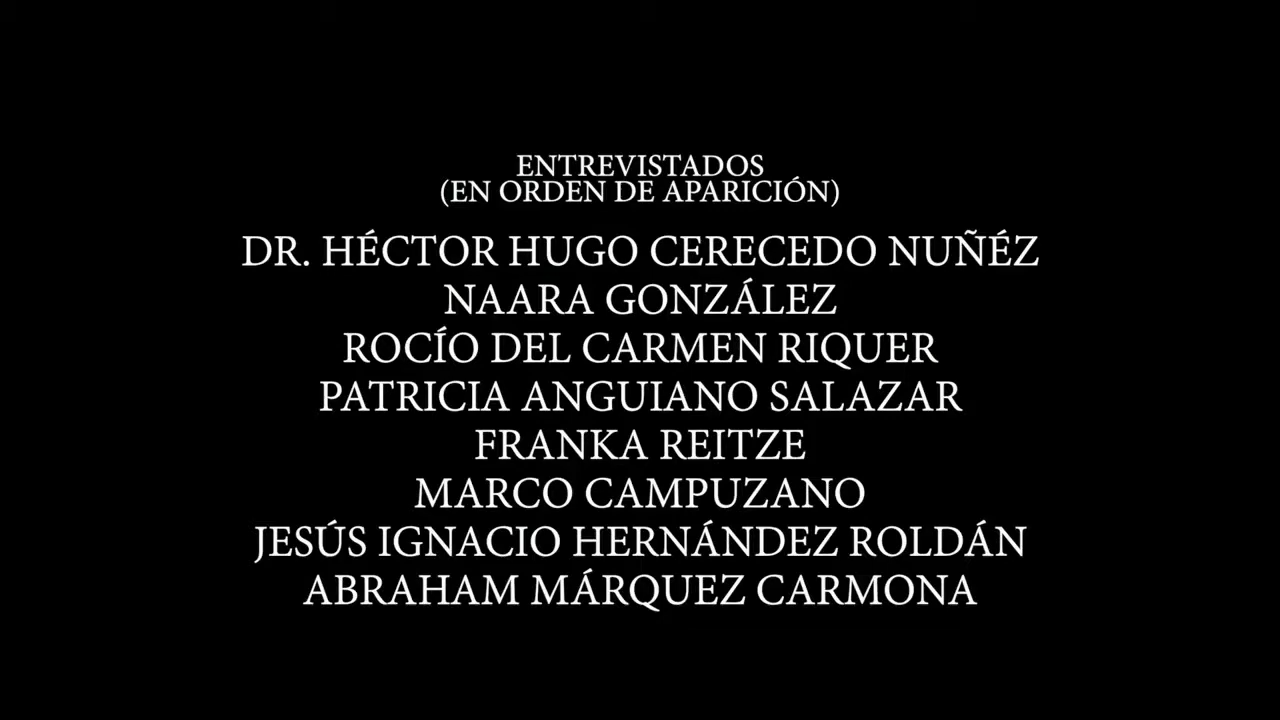 ENTREVISTADOS
(EN ORDEN DE APARICIÓN)
DR. HÉCTOR HUGO CERECEDO NUÑÉZ
NAARA GONZÁLEZ
ROCÍO DEL CARMEN RIQUER
PATRICIA ANGUIANO SALAZAR
FRANKA REITZE
MARCO CAMPUZANO
JESÚS IGNACIO HERNÁNDEZ ROLDÁN
ABRAHAM MÁRQUEZ CARMONA